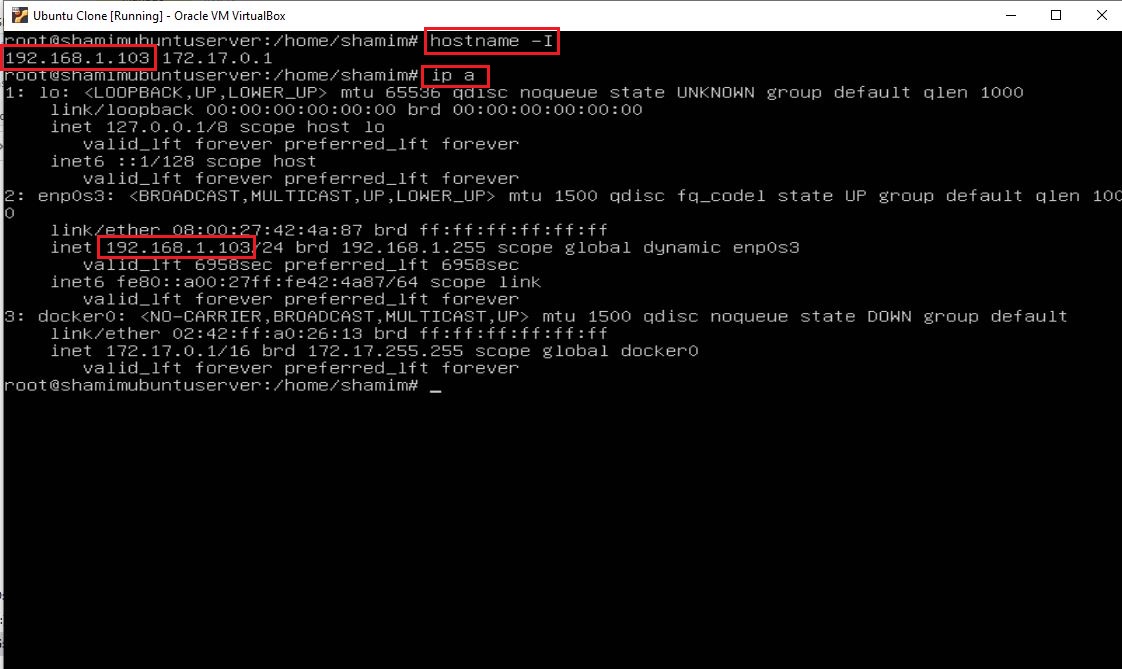 Ubuntu Clone [Running] - Oracle VM VirtualBox
root@shamimubuntuserver:/home/shamim# hostname -I
192.168.1.103 172.17.0.1
root@shamimubuntuserver:/home/shamim# ip a
1: lo: <LOOPBACK,UP,LOWER_UP> mtu 65536 qdisc noqueue state UNKNOWN group default qlen 1000
    link/loopback 00:00:00:00:00:00 brd 00:00:00:00:00:00
    inet 127.0.0.1/8 scope host lo
       valid_lft forever preferred_lft forever
    inet6 ::1/128 scope host
       valid_lft forever preferred_lft forever
2: enp0s3: <BROADCAST,MULTICAST,UP,LOWER_UP> mtu 1500 qdisc fq_codel state UP group default qlen 100
0
    link/ether 08:00:27:42:4a:87 brd ff:ff:ff:ff:ff:ff
    inet 192.168.1.103/24 brd 192.168.1.255 scope global dynamic enp0s3
       valid_lft 6958sec preferred_lft 6958sec
    inet6 fe80::a00:27ff:fe42:4a87/64 scope link
       valid_lft forever preferred_lft forever
3: docker0: <NO-CARRIER,BROADCAST,MULTICAST,UP> mtu 1500 qdisc noqueue state DOWN group default
    link/ether 02:42:ff:a0:26:13 brd ff:ff:ff:ff:ff:ff
    inet 172.17.0.1/16 brd 172.17.255.255 scope global docker0
       valid_lft forever preferred_lft forever
root@shamimubuntuserver:/home/shamim# _